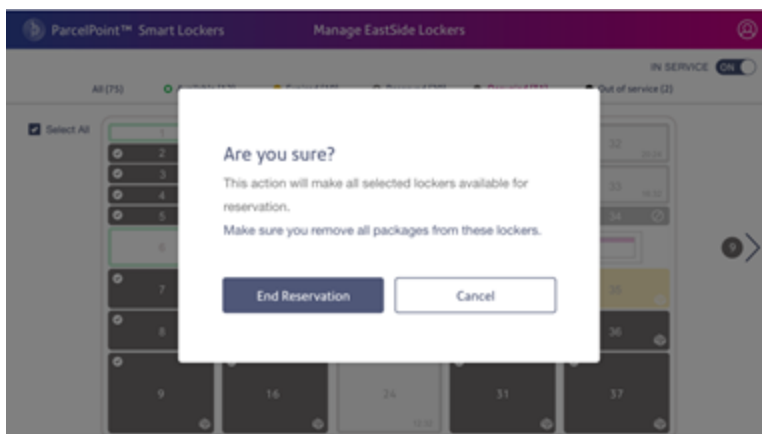 ParcelPoint™ Smart Lockers
Manage EastSide Lockers
IN SERVICE ON
All (75)
Out of service (2)
Select All
1
2
3
4
5
6
7
8
9
16
24
12:12
31
32
33
34
35
36
37
9
Are you sure?
This action will make all selected lockers available for
reservation.
Make sure you remove all packages from these lockers.
End Reservation
Cancel